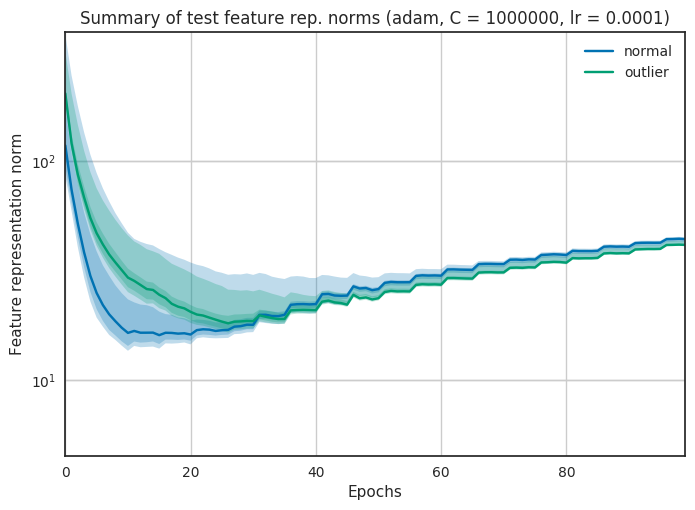 Summary of test feature rep. norms (adam, C = 1000000, lr = 0.0001)
normal
outlier
Feature representation norm
10²
10¹
0 20 40 60 80
Epochs